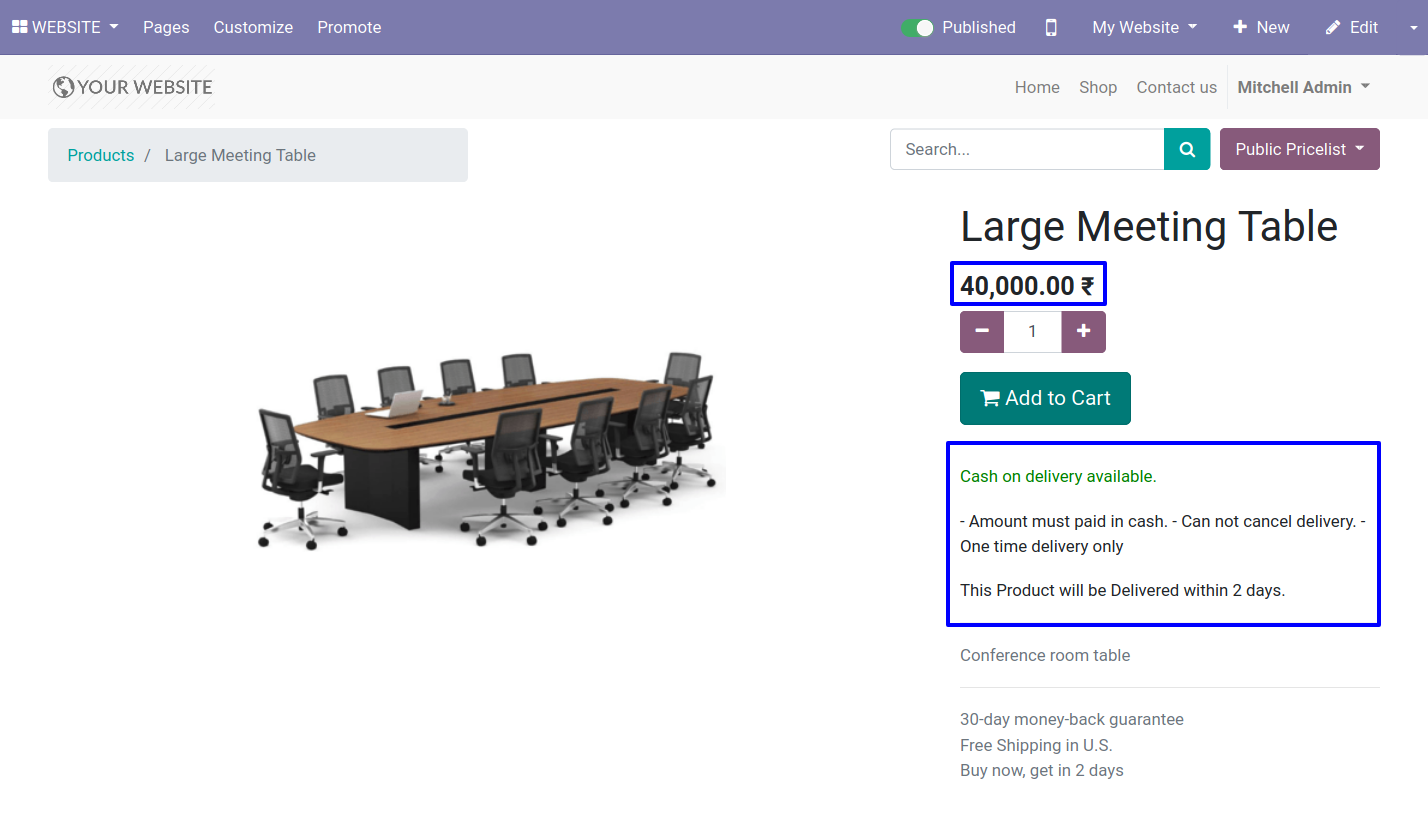 WEBSITE Pages Customize Promote Published My Website New Edit
YOUR WEBSITE Home Shop Contact us Mitchell Admin
Products / Large Meeting Table Search... Public Pricelist
Large Meeting Table
40,000.00 ₹
1
Add to Cart
Cash on delivery available.
- Amount must paid in cash. - Can not cancel delivery. -
One time delivery only
This Product will be Delivered within 2 days.
Conference room table
30-day money-back guarantee
Free Shipping in U.S.
Buy now, get in 2 days